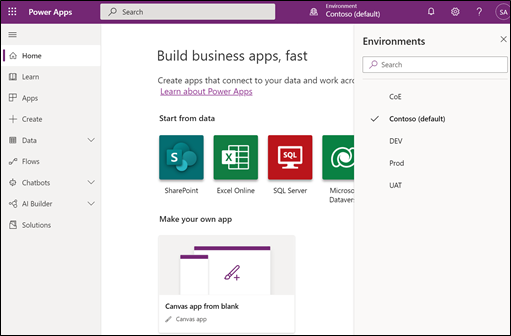 Power Apps
Search
Environment
Contoso (default)
?
SA
Home
Learn
Apps
Create
Data
Flows
Chatbots
AI Builder
Solutions
Build business apps, fast
Create apps that connect to your data and work acro
Learn about Power Apps
Start from data
S
X
SQL
SharePoint
Excel Online
SQL Server
Microso
Datavers
Make your own app
Canvas app from blank
Canvas app
Environments
Search
CoE
Contoso (default)
DEV
Prod
UAT